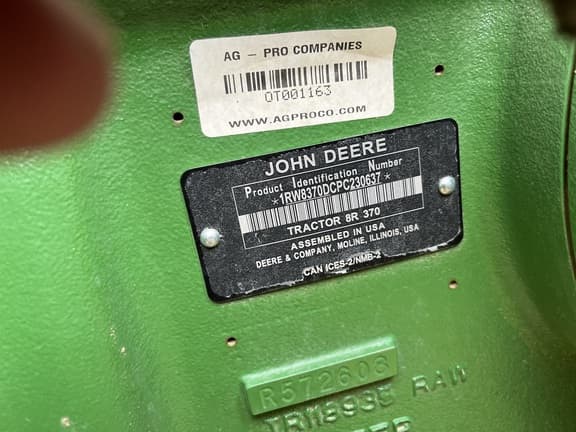 AG - PRO COMPANIES
OT001163
WWW.AGPROCO.COM
JOHN DEERE
Product Identification Number
*1RW8370DCPC230637*
TRACTOR 8R 370
ASSEMBLED IN USA
DEERE & COMPANY, MOLINE, ILLINOIS, USA
CAN ICES-2/NMB-2
R572608
RAW